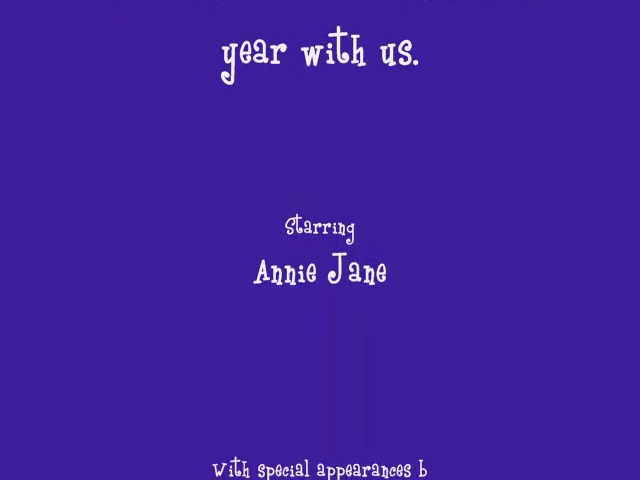 year with us.
Starring
Annie Jane
With special appearances b